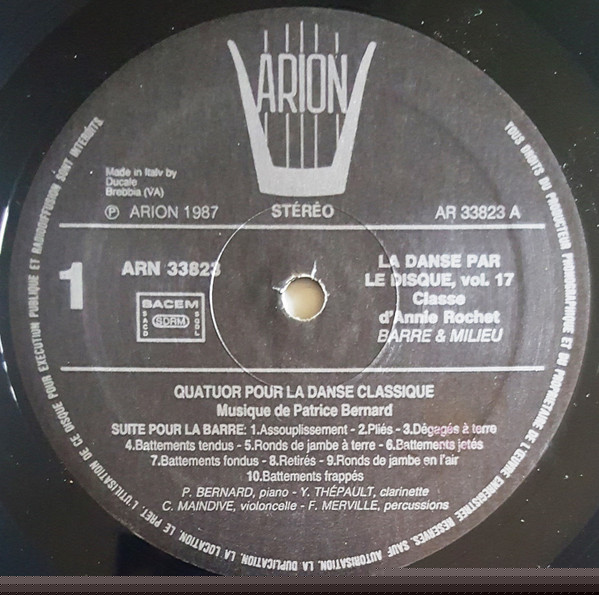 ARION
Made in Italy by
Ducale
Brebbia (VA)
Ⓟ ARION 1987
STÉRÉO
AR 33823 A
1
ARN 33823
SACEM
SACD
SDRM
SGDL
LA DANSE PAR
LE DISQUE, vol. 17
Classe
d'Annie Rochet
BARRE & MILIEU
QUATUOR POUR LA DANSE CLASSIQUE
Musique de Patrice Bernard
SUITE POUR LA BARRE: 1.Assouplissement - 2.Pliés - 3.Dégagés à terre
4.Battements tendus - 5.Ronds de jambe à terre - 6.Battements jetés
7.Battements fondus - 8.Retirés - 9.Ronds de jambe en l'air
10.Battements frappés
P. BERNARD, piano - Y. THÉPAULT, clarinette
C. MAINDIVE, violoncelle - F. MERVILLE, percussions
TOUS DROITS DU PRODUCTEUR PHONOGRAPHIQUE ET DU PROPRIETAIRE DE L'ŒUVRE ENREGISTREE RESERVES. SAUF AUTORISATION, LA DUPLICATION, LA LOCATION, LE PRET, L'UTILISATION DE CE DISQUE POUR EXECUTION PUBLIQUE ET RADIODIFFUSION SONT INTERDITS